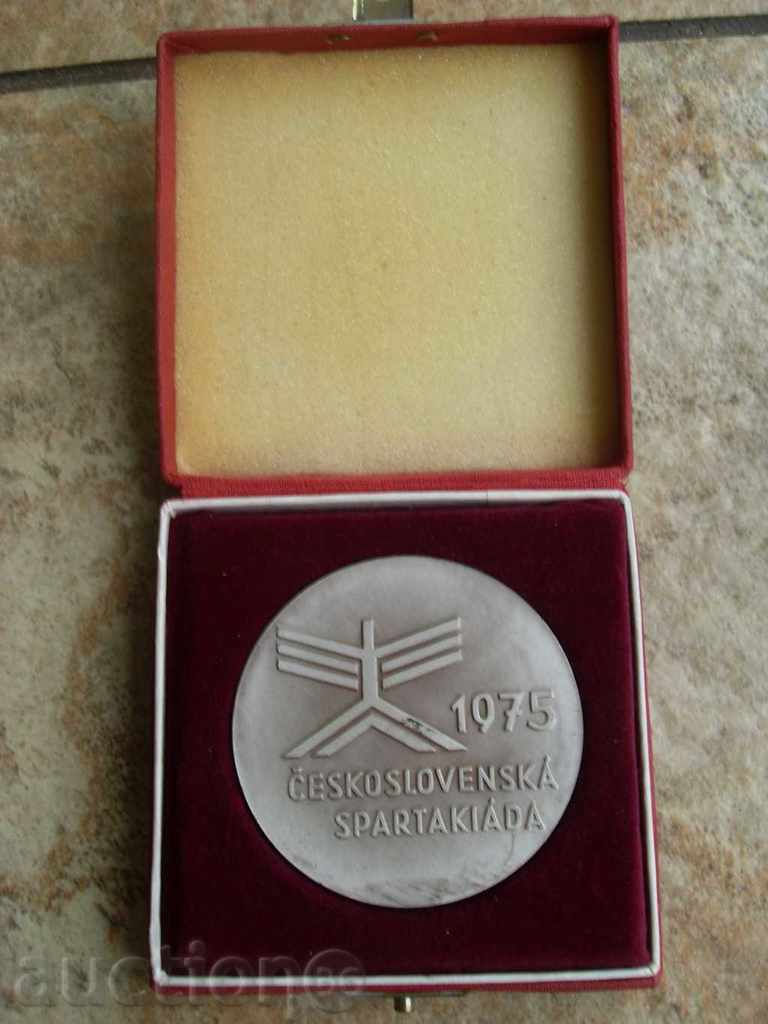 1975
ČESKOSLOVENSKÁ
SPARTAKIÁDA
auction